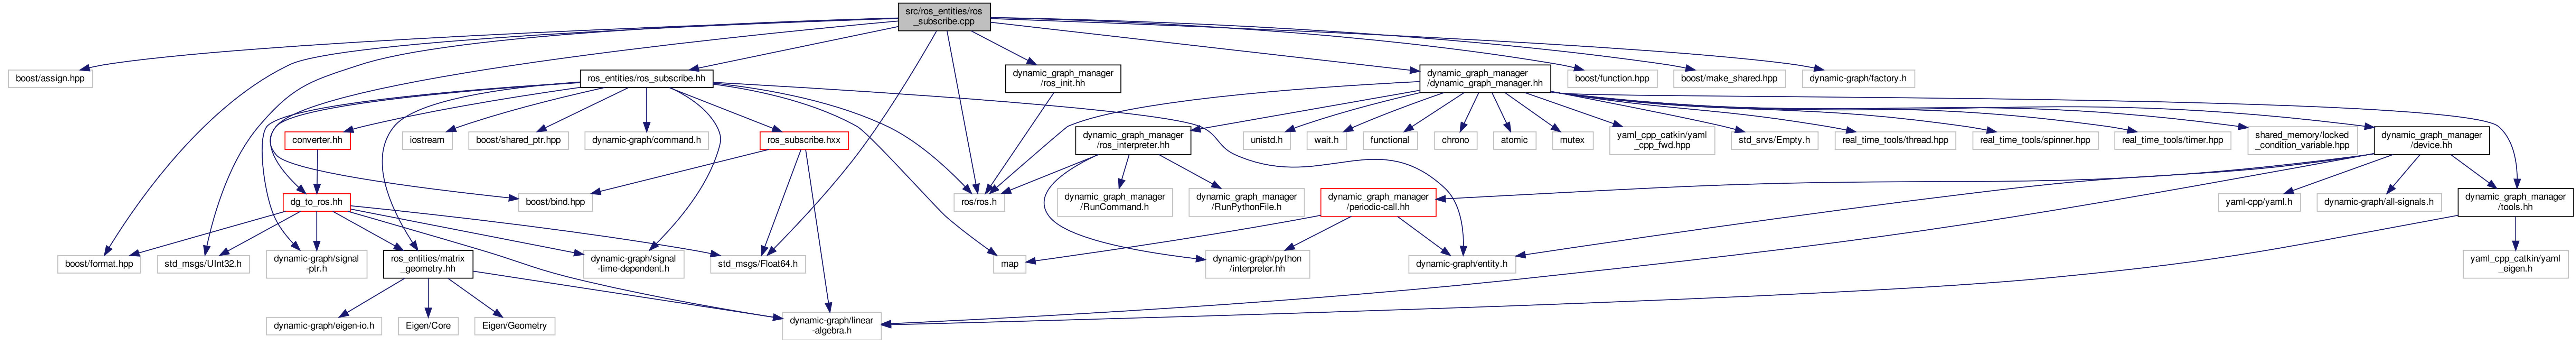 src/ros_entities/ros
_subscribe.cpp
boost/assign.hpp
ros_entities/ros_subscribe.hh
dynamic_graph_manager
/ros_init.hh
dynamic_graph_manager
/dynamic_graph_manager.hh
boost/function.hpp
boost/make_shared.hpp
dynamic-graph/factory.h
converter.hh
iostream
boost/shared_ptr.hpp
dynamic-graph/command.h
ros_subscribe.hxx
dynamic_graph_manager
/ros_interpreter.hh
unistd.h
wait.h
functional
chrono
atomic
mutex
yaml_cpp_catkin/yaml
_cpp_fwd.hpp
std_srvs/Empty.h
real_time_tools/thread.hpp
real_time_tools/spinner.hpp
real_time_tools/timer.hpp
shared_memory/locked
_condition_variable.hpp
dynamic_graph_manager
/device.hh
dg_to_ros.hh
boost/bind.hpp
ros/ros.h
dynamic_graph_manager
/RunCommand.h
dynamic_graph_manager
/RunPythonFile.h
dynamic_graph_manager
/periodic-call.hh
yaml-cpp/yaml.h
dynamic-graph/all-signals.h
dynamic_graph_manager
/tools.hh
boost/format.hpp
std_msgs/UInt32.h
dynamic-graph/signal
-ptr.h
ros_entities/matrix
_geometry.hh
dynamic-graph/signal
-time-dependent.h
std_msgs/Float64.h
map
dynamic-graph/python
/interpreter.hh
dynamic-graph/entity.h
yaml_cpp_catkin/yaml
_eigen.h
dynamic-graph/eigen-io.h
Eigen/Core
Eigen/Geometry
dynamic-graph/linear
-algebra.h